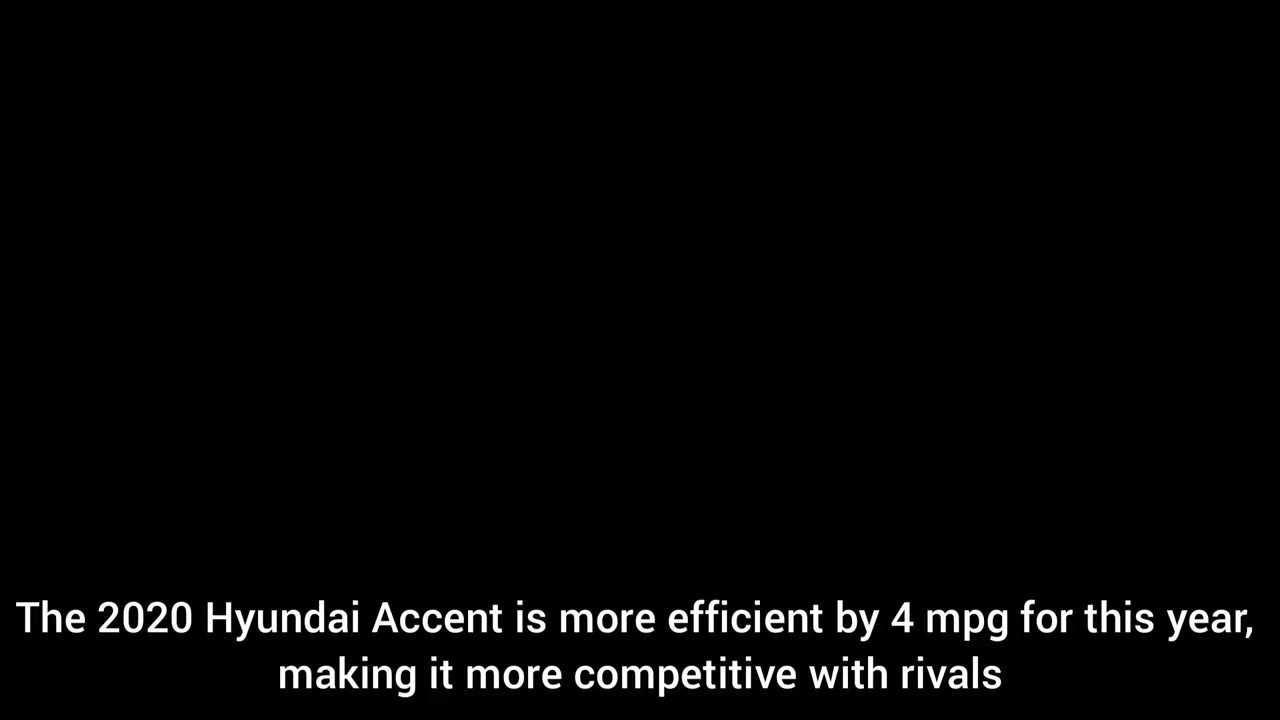 The 2020 Hyundai Accent is more efficient by 4 mpg for this year,
making it more competitive with rivals